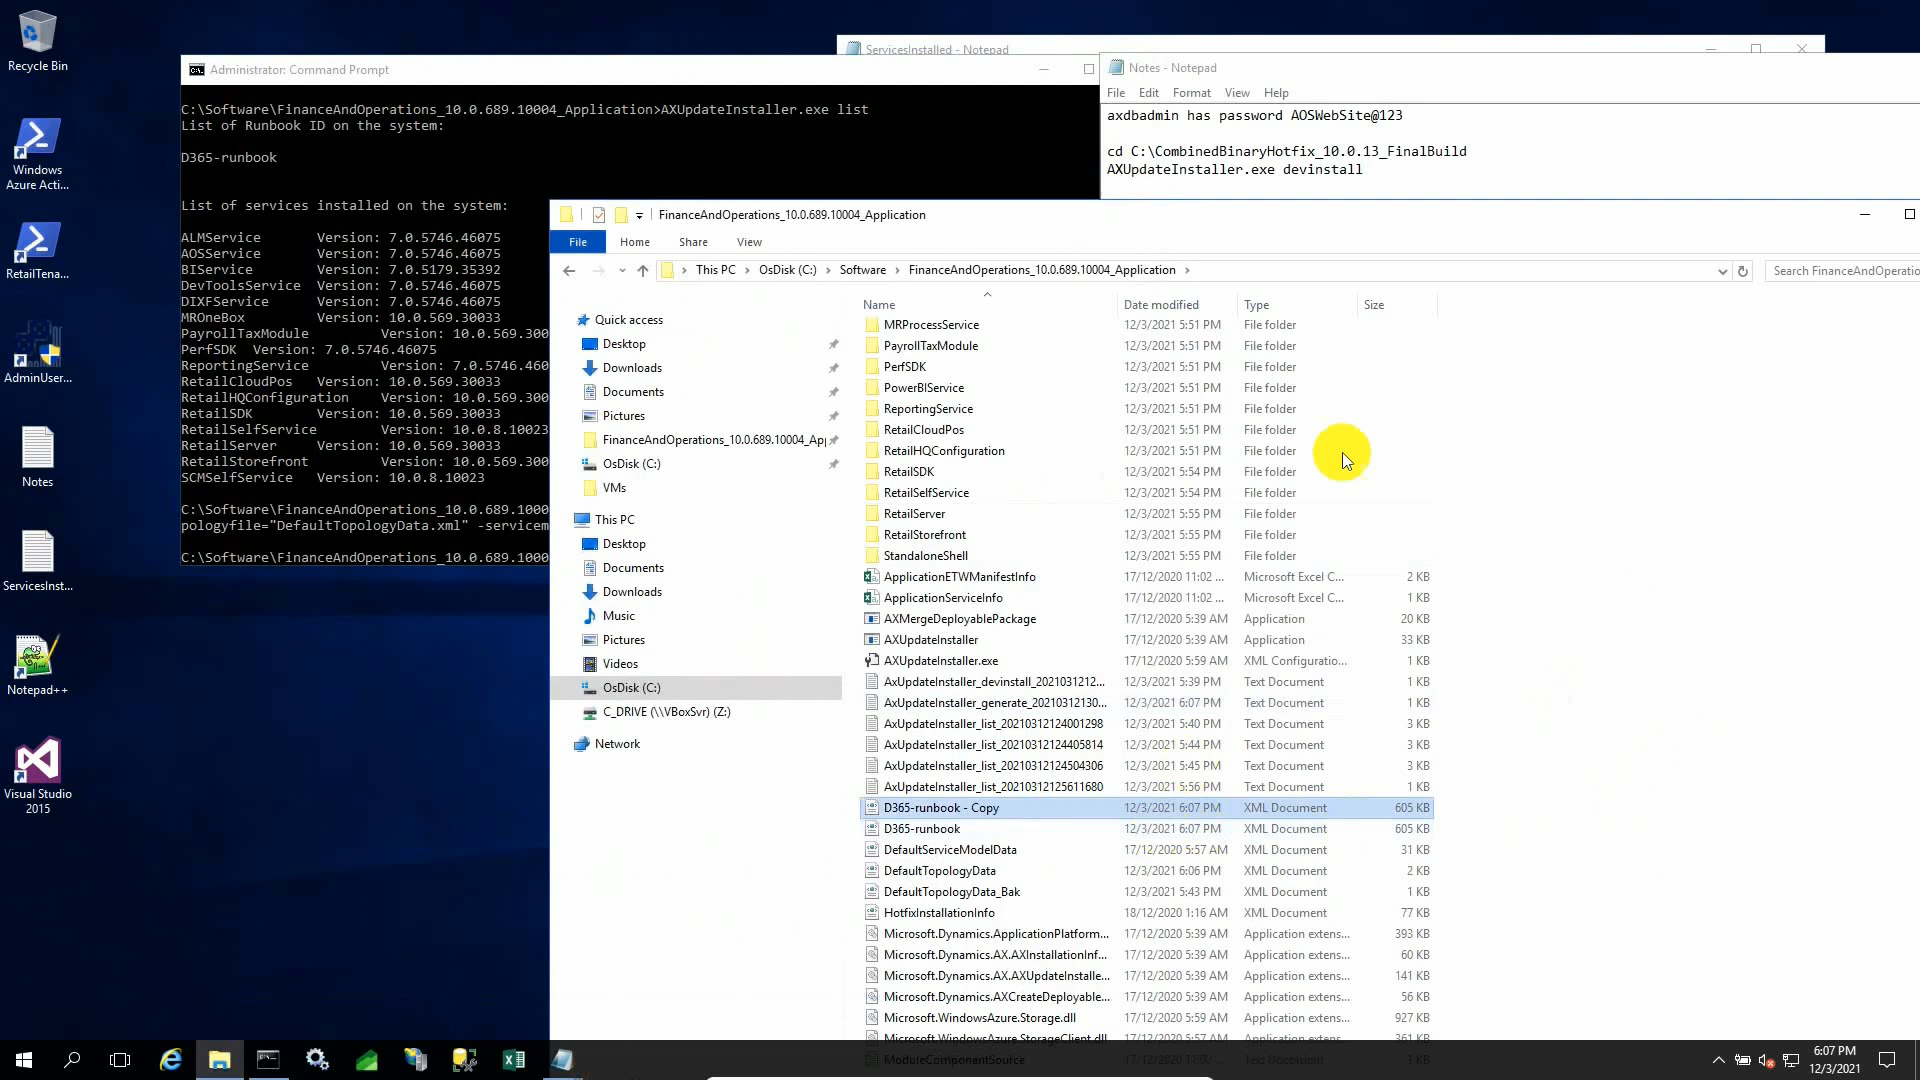 Recycle Bin
Windows
Azure Acti...
RetailTena...
AdminUser...
Notes
ServicesInst...
Notepad++
Visual Studio
2015
ServicesInstalled - Notepad
Administrator: Command Prompt
C:\Software\FinanceAndOperations_10.0.689.10004_Application>AXUpdateInstaller.exe list
List of Runbook ID on the system:
D365-runbook
List of services installed on the system:
ALMService Version: 7.0.5746.46075
AOSService Version: 7.0.5746.46075
BIService Version: 7.0.5179.35392
DevToolsService Version: 7.0.5746.46075
DIXFService Version: 7.0.5746.46075
MROneBox Version: 10.0.569.30033
PayrollTaxModule Version: 10.0.569.300
PerfSDK Version: 7.0.5746.46075
ReportingService Version: 7.0.5746.460
RetailCloudPos Version: 10.0.569.30033
RetailHQConfiguration Version: 10.0.569.300
RetailSDK Version: 10.0.569.30033
RetailSelfService Version: 10.0.8.10023
RetailServer Version: 10.0.569.30033
RetailStorefront Version: 10.0.569.300
SCMSelfService Version: 10.0.8.10023
C:\Software\FinanceAndOperations_10.0.689.1000
pologyfile="DefaultTopologyData.xml" -servicem
C:\Software\FinanceAndOperations_10.0.689.1000
Notes - Notepad
File Edit Format View Help
axdbadmin has password AOSWebSite@123
cd C:\CombinedBinaryHotfix_10.0.13_FinalBuild
AXUpdateInstaller.exe devinstall
FinanceAndOperations_10.0.689.10004_Application
File Home Share View
This PC > OsDisk (C:) > Software > FinanceAndOperations_10.0.689.10004_Application >
Search FinanceAndOperatio
Quick access
Desktop
Downloads
Documents
Pictures
FinanceAndOperations_10.0.689.10004_App
OsDisk (C:)
VMs
This PC
Desktop
Documents
Downloads
Music
Pictures
Videos
OsDisk (C:)
C_DRIVE (\\VBoxSvr) (Z:)
Network
Name Date modified Type Size
MRProcessService 12/3/2021 5:51 PM File folder
PayrollTaxModule 12/3/2021 5:51 PM File folder
PerfSDK 12/3/2021 5:51 PM File folder
PowerBIService 12/3/2021 5:51 PM File folder
ReportingService 12/3/2021 5:51 PM File folder
RetailCloudPos 12/3/2021 5:51 PM File folder
RetailHQConfiguration 12/3/2021 5:51 PM File folder
RetailSDK 12/3/2021 5:54 PM File folder
RetailSelfService 12/3/2021 5:54 PM File folder
RetailServer 12/3/2021 5:55 PM File folder
RetailStorefront 12/3/2021 5:55 PM File folder
StandaloneShell 12/3/2021 5:55 PM File folder
ApplicationETWManifestInfo 17/12/2020 11:02 ... Microsoft Excel C... 2 KB
ApplicationServiceInfo 17/12/2020 11:02 ... Microsoft Excel C... 1 KB
AXMergeDeployablePackage 17/12/2020 5:39 AM Application 20 KB
AXUpdateInstaller 17/12/2020 5:39 AM Application 33 KB
AXUpdateInstaller.exe 17/12/2020 5:59 AM XML Configuratio... 1 KB
AxUpdateInstaller_devinstall_2021031212... 12/3/2021 5:39 PM Text Document 1 KB
AxUpdateInstaller_generate_202103121​30... 12/3/2021 6:07 PM Text Document 1 KB
AxUpdateInstaller_list_20210312124001298 12/3/2021 5:40 PM Text Document 3 KB
AxUpdateInstaller_list_20210312124405814 12/3/2021 5:44 PM Text Document 3 KB
AxUpdateInstaller_list_20210312124504306 12/3/2021 5:45 PM Text Document 3 KB
AxUpdateInstaller_list_20210312125611680 12/3/2021 5:56 PM Text Document 1 KB
D365-runbook - Copy 12/3/2021 6:07 PM XML Document 605 KB
D365-runbook 12/3/2021 6:07 PM XML Document 605 KB
DefaultServiceModelData 17/12/2020 5:57 AM XML Document 31 KB
DefaultTopologyData 12/3/2021 6:06 PM XML Document 2 KB
DefaultTopologyData_Bak 12/3/2021 5:43 PM XML Document 1 KB
HotfixInstallationInfo 18/12/2020 1:16 AM XML Document 77 KB
Microsoft.Dynamics.ApplicationPlatform... 17/12/2020 5:39 AM Application extens... 393 KB
Microsoft.Dynamics.AX.AXInstallationInf... 17/12/2020 5:39 AM Application extens... 60 KB
Microsoft.Dynamics.AX.AXUpdateInstalle... 17/12/2020 5:39 AM Application extens... 141 KB
Microsoft.Dynamics.AXCreateDeployable... 17/12/2020 5:39 AM Application extens... 56 KB
Microsoft.WindowsAzure.Storage.dll 17/12/2020 5:59 AM Application extens... 927 KB
Microsoft.WindowsAzure.StorageClient.dll 17/12/2020 5:57 AM Application extens... 361 KB
ModuleComponentSource
6:07 PM
12/3/2021